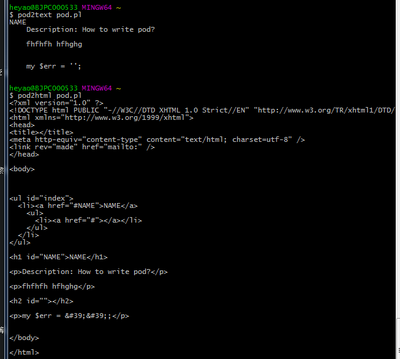 heyao@BJPCD00533 MINGW64 ~
$ pod2text pod.pl
NAME
    Description: How to write pod?

    fhfhfh hfhghg


    my $err = '';

heyao@BJPCD00533 MINGW64 ~
$ pod2html pod.pl
<?xml version="1.0" ?>
<!DOCTYPE html PUBLIC "-//W3C//DTD XHTML 1.0 Strict//EN" "http://www.w3.org/TR/xhtml1/DTD/
<html xmlns="http://www.w3.org/1999/xhtml">
<head>
<title></title>
<meta http-equiv="content-type" content="text/html; charset=utf-8" />
<link rev="made" href="mailto:" />
</head>

<body>



<ul id="index">
  <li><a href="#NAME">NAME</a>
    <ul>
      <li><a href="#"></a></li>
    </ul>
  </li>
</ul>

<h1 id="NAME">NAME</h1>

<p>Description: How to write pod?</p>

<p>fhfhfh hfhghg</p>

<h2 id=""></h2>

<p>my $err = &#39;&#39;;</p>


</body>

</html>